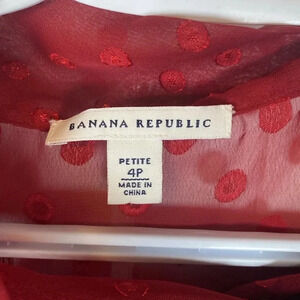 BANANA REPUBLIC
PETITE
4P
MADE IN
CHINA